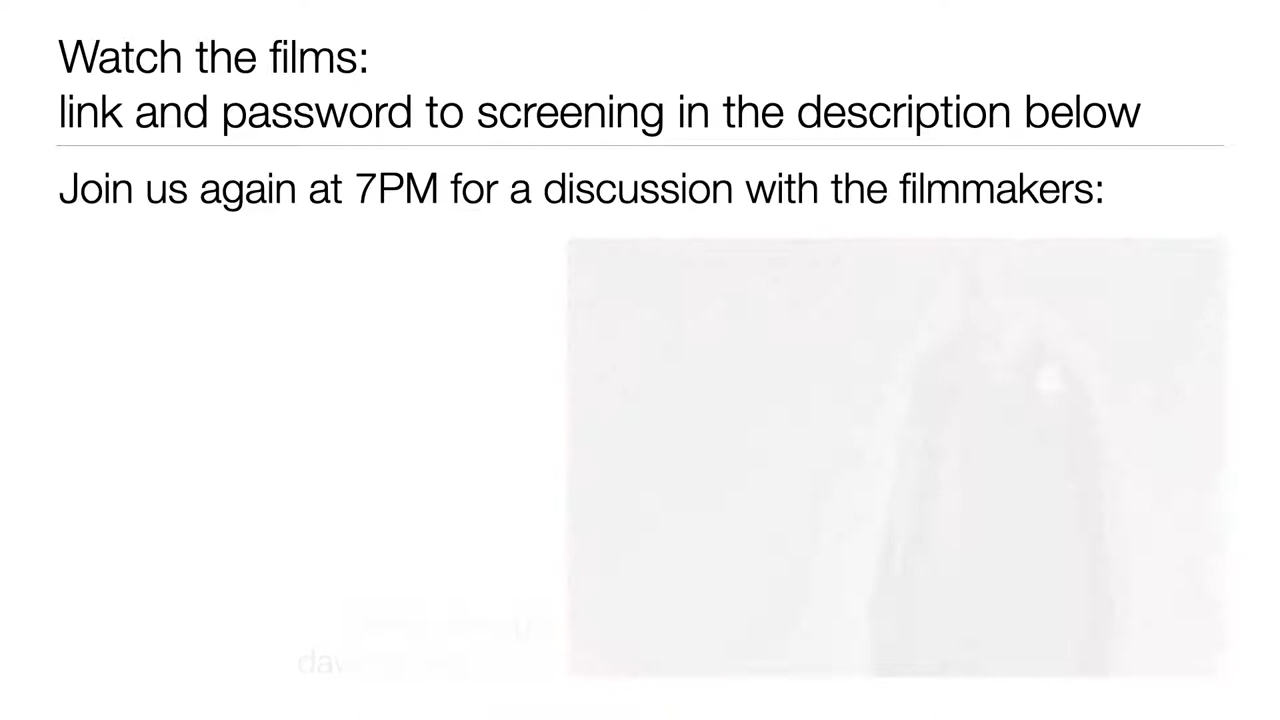 Watch the films:
link and password to screening in the description below
Join us again at 7PM for a discussion with the filmmakers: